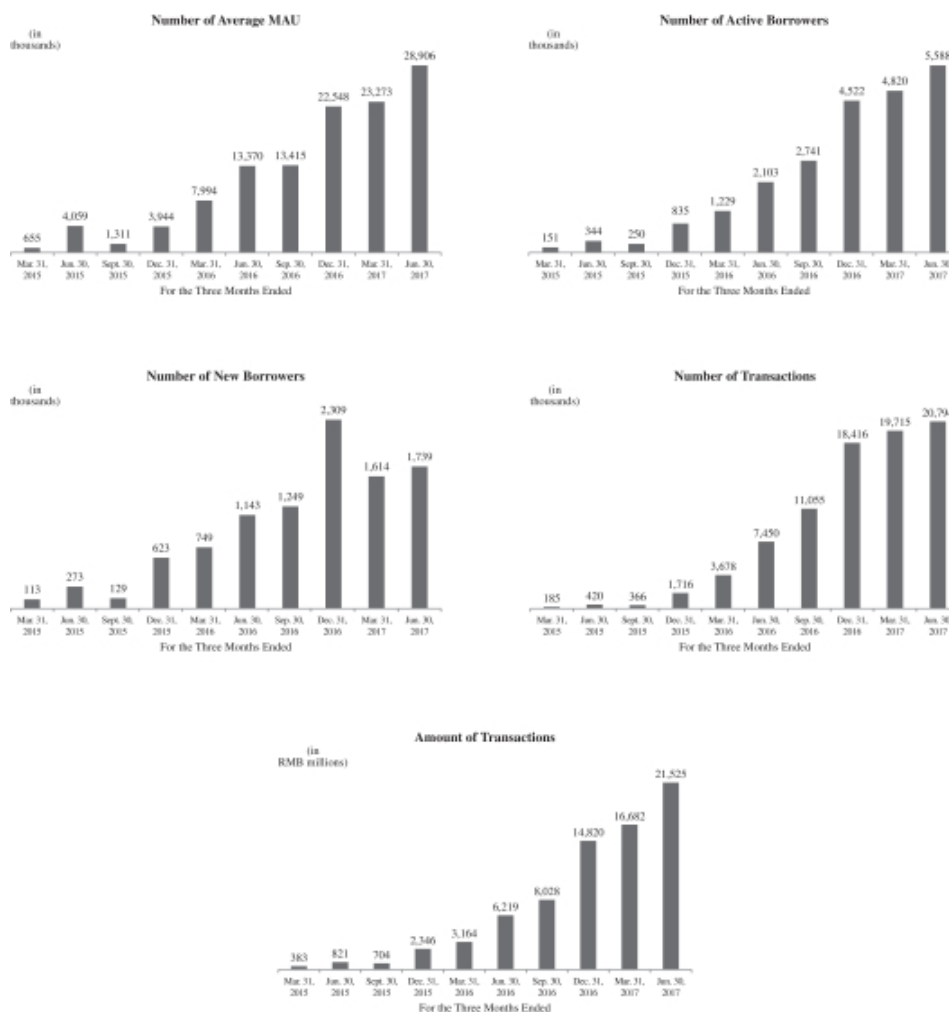 Number of Average MAU
(in
thousands)
28,906
23,273
22,548
13,370
13,415
7,994
4,059
3,944
1,311
655
Mar. 31, Jun. 30, Sept. 30, Dec. 31, Mar. 31, Jun. 30, Sep. 30, Dec. 31, Mar. 31, Jun. 30,
2015 2015 2015 2015 2016 2016 2016 2016 2017 2017
For the Three Months Ended
Number of Active Borrowers
(in
thousands)
5,588
4,820
4,522
2,741
2,103
1,229
835
344
250
151
Mar. 31, Jun. 30, Sept. 30, Dec. 31, Mar. 31, Jun. 30, Sep. 30, Dec. 31, Mar. 31, Jun. 30
2015 2015 2015 2015 2016 2016 2016 2016 2017 2017
For the Three Months Ended
Number of New Borrowers
(in
thousands)
2,309
1,739
1,614
1,249
1,143
749
623
273
129
113
Mar. 31, Jun. 30, Sept. 30, Dec. 31, Mar. 31, Jun. 30, Sep. 30, Dec. 31, Mar. 31, Jun. 30,
2015 2015 2015 2015 2016 2016 2016 2016 2017 2017
For the Three Months Ended
Number of Transactions
(in
thousands)
20,794
19,715
18,416
11,055
7,450
3,678
1,716
420
366
185
Mar. 31, Jun. 30, Sept. 30, Dec. 31, Mar. 31, Jun. 30, Sep. 30, Dec. 31, Mar. 31, Jun. 30
2015 2015 2015 2015 2016 2016 2016 2016 2017 2017
For the Three Months Ended
Amount of Transactions
(in
RMB millions)
21,525
16,682
14,820
8,028
6,219
3,164
2,346
821
704
383
Mar. 31, Jun. 30, Sept. 30, Dec. 31, Mar. 31, Jun. 30, Sep. 30, Dec. 31, Mar. 31, Jun. 30,
2015 2015 2015 2015 2016 2016 2016 2016 2017 2017
For the Three Months Ended